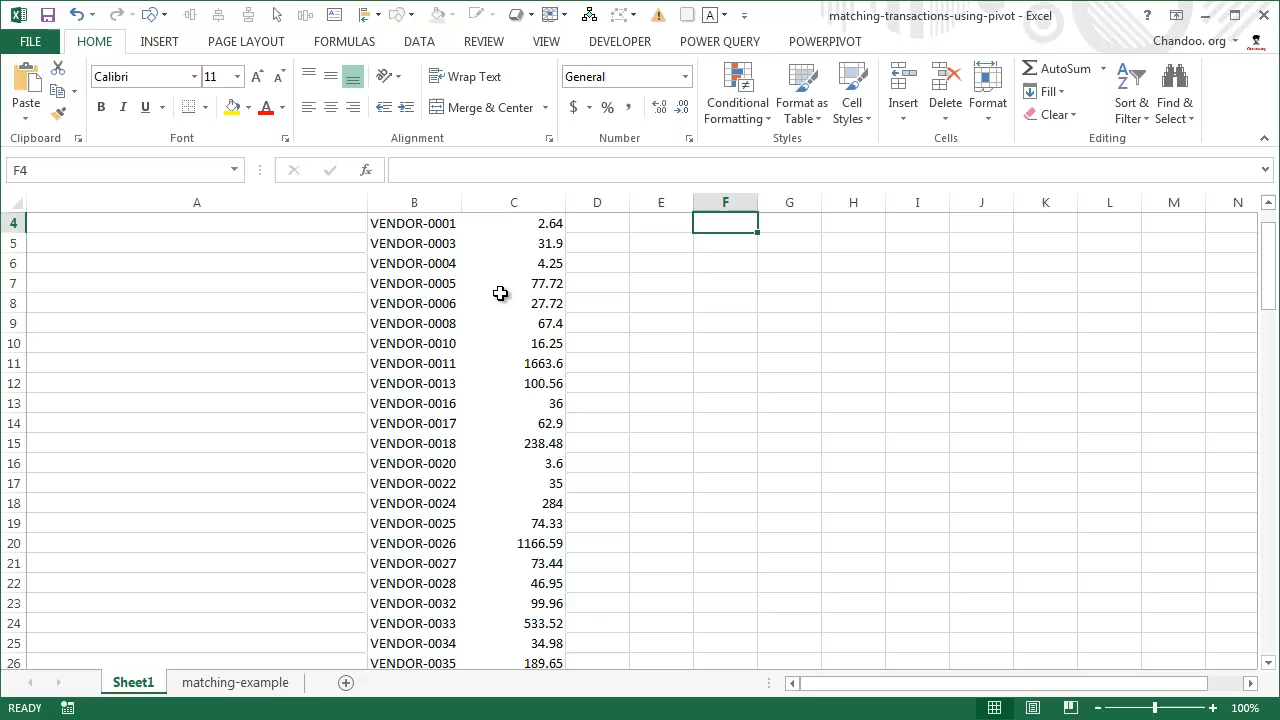 matching-transactions-using-pivot - Excel
FILE HOME INSERT PAGE LAYOUT FORMULAS DATA REVIEW VIEW DEVELOPER POWER QUERY POWERPIVOT Chandoo. org
Paste
Calibri 11
Wrap Text
General
Merge & Center
Conditional Formatting
Format as Table
Cell Styles
Insert
Delete
Format
AutoSum
Fill
Clear
Sort & Filter
Find & Select
Clipboard Font Alignment Number Styles Cells Editing
F4 fx
A B C D E F G H I J K L M N
4 VENDOR-0001 2.64
5 VENDOR-0003 31.9
6 VENDOR-0004 4.25
7 VENDOR-0005 77.72
8 VENDOR-0006 27.72
9 VENDOR-0008 67.4
10 VENDOR-0010 16.25
11 VENDOR-0011 1663.6
12 VENDOR-0013 100.56
13 VENDOR-0016 36
14 VENDOR-0017 62.9
15 VENDOR-0018 238.48
16 VENDOR-0020 3.6
17 VENDOR-0022 35
18 VENDOR-0024 284
19 VENDOR-0025 74.33
20 VENDOR-0026 1166.59
21 VENDOR-0027 73.44
22 VENDOR-0028 46.95
23 VENDOR-0032 99.96
24 VENDOR-0033 533.52
25 VENDOR-0034 34.98
26 VENDOR-0035 189.65
Sheet1 matching-example
READY 100%